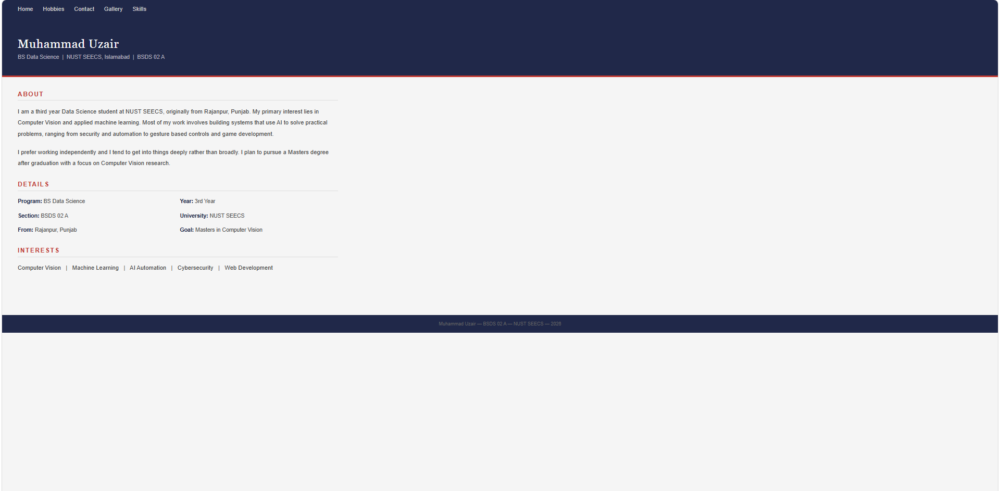 Home Hobbies Contact Gallery Skills
Muhammad Uzair
BS Data Science | NUST SEECS, Islamabad | BSDS 02 A
ABOUT
I am a third year Data Science student at NUST SEECS, originally from Rajanpur, Punjab. My primary interest lies in
Computer Vision and applied machine learning. Most of my work involves building systems that use AI to solve practical
problems, ranging from security and automation to gesture based controls and game development.
I prefer working independently and I tend to get into things deeply rather than broadly. I plan to pursue a Masters degree
after graduation with a focus on Computer Vision research.
DETAILS
Program: BS Data Science Year: 3rd Year
Section: BSDS 02 A University: NUST SEECS
From: Rajanpur, Punjab Goal: Masters in Computer Vision
INTERESTS
Computer Vision | Machine Learning | AI Automation | Cybersecurity | Web Development
Muhammad Uzair — BSDS 02 A — NUST SEECS — 2026